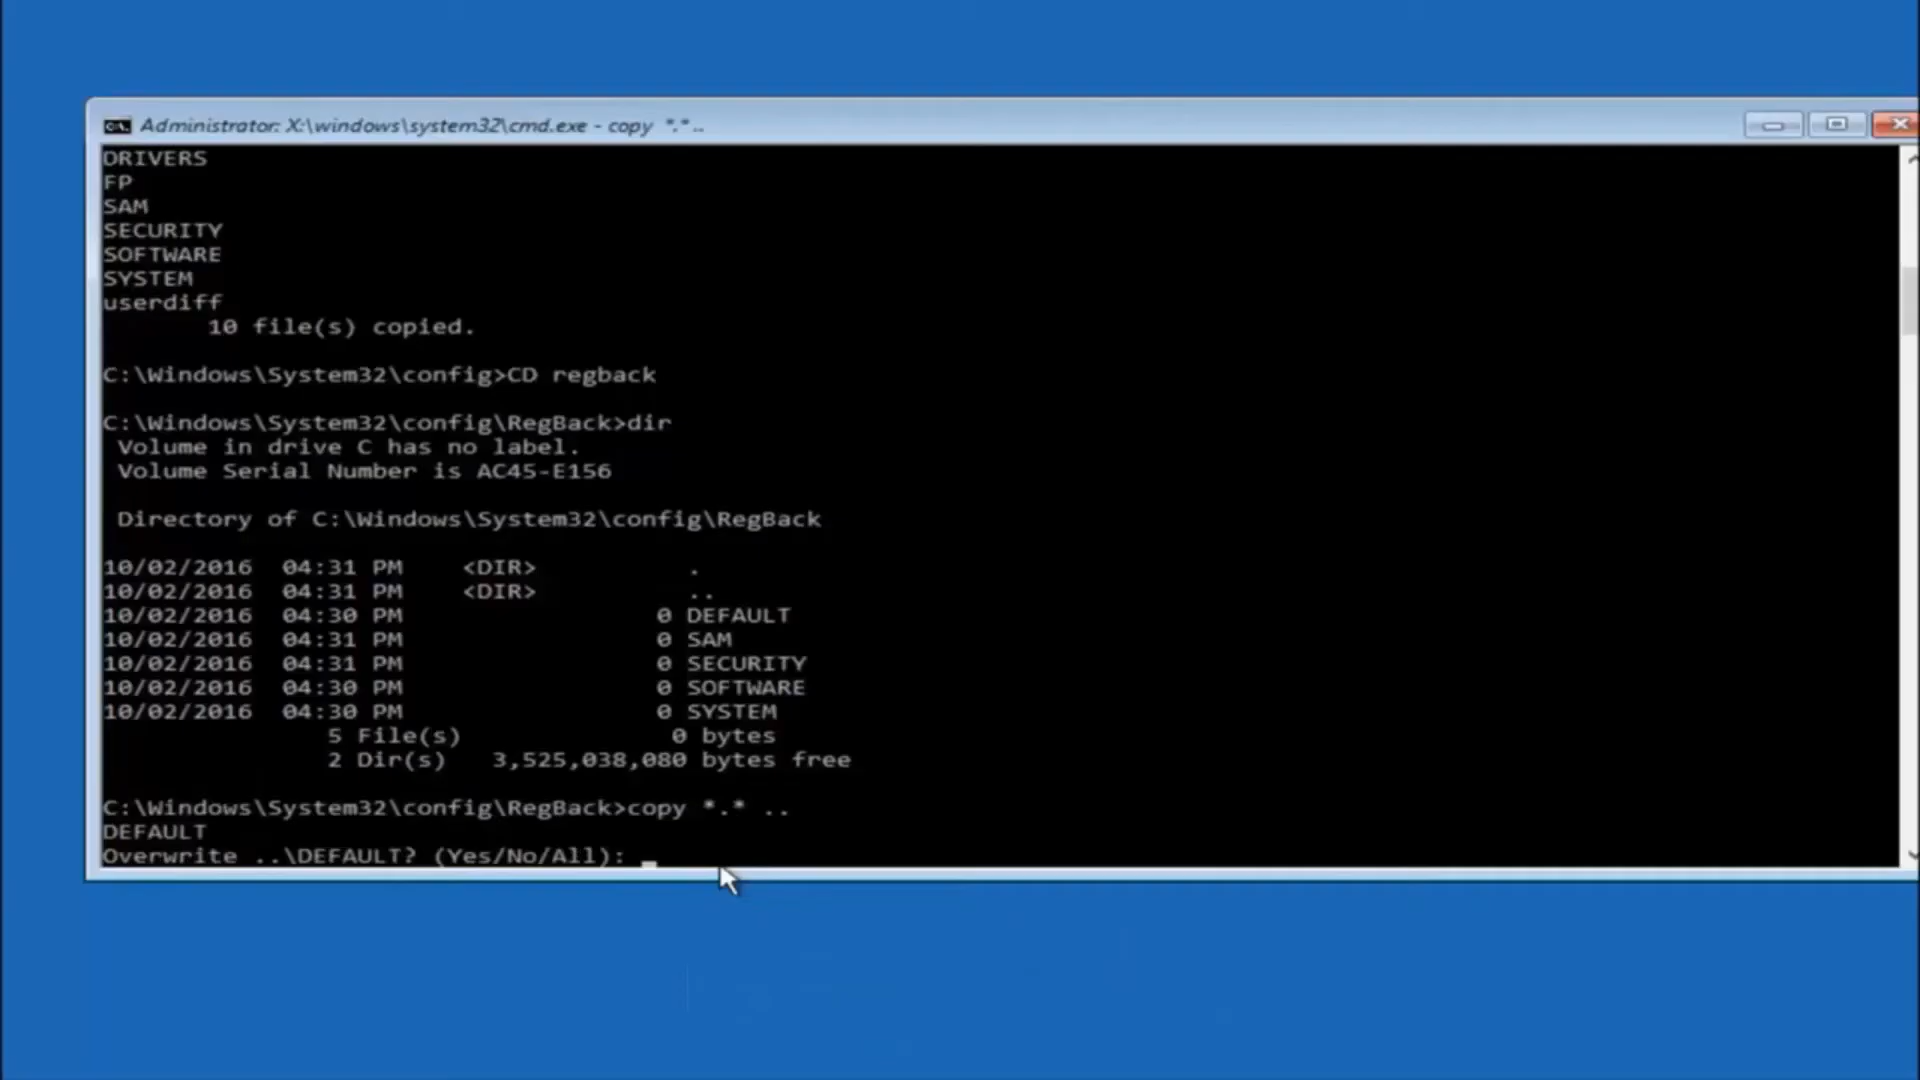 Administrator: X:\windows\system32\cmd.exe - copy *.* ..
DRIVERS
FP
SAM
SECURITY
SOFTWARE
SYSTEM
userdiff
10 file(s) copied.
C:\Windows\System32\config>CD regback
C:\Windows\System32\config\RegBack>dir
Volume in drive C has no label.
Volume Serial Number is AC45-E156
Directory of C:\Windows\System32\config\RegBack
10/02/2016 04:31 PM <DIR> .
10/02/2016 04:31 PM <DIR> ..
10/02/2016 04:30 PM 0 DEFAULT
10/02/2016 04:31 PM 0 SAM
10/02/2016 04:31 PM 0 SECURITY
10/02/2016 04:30 PM 0 SOFTWARE
10/02/2016 04:30 PM 0 SYSTEM
5 File(s) 0 bytes
2 Dir(s) 3,525,038,080 bytes free
C:\Windows\System32\config\RegBack>copy *.* ..
DEFAULT
Overwrite ..\DEFAULT? (Yes/No/All): _